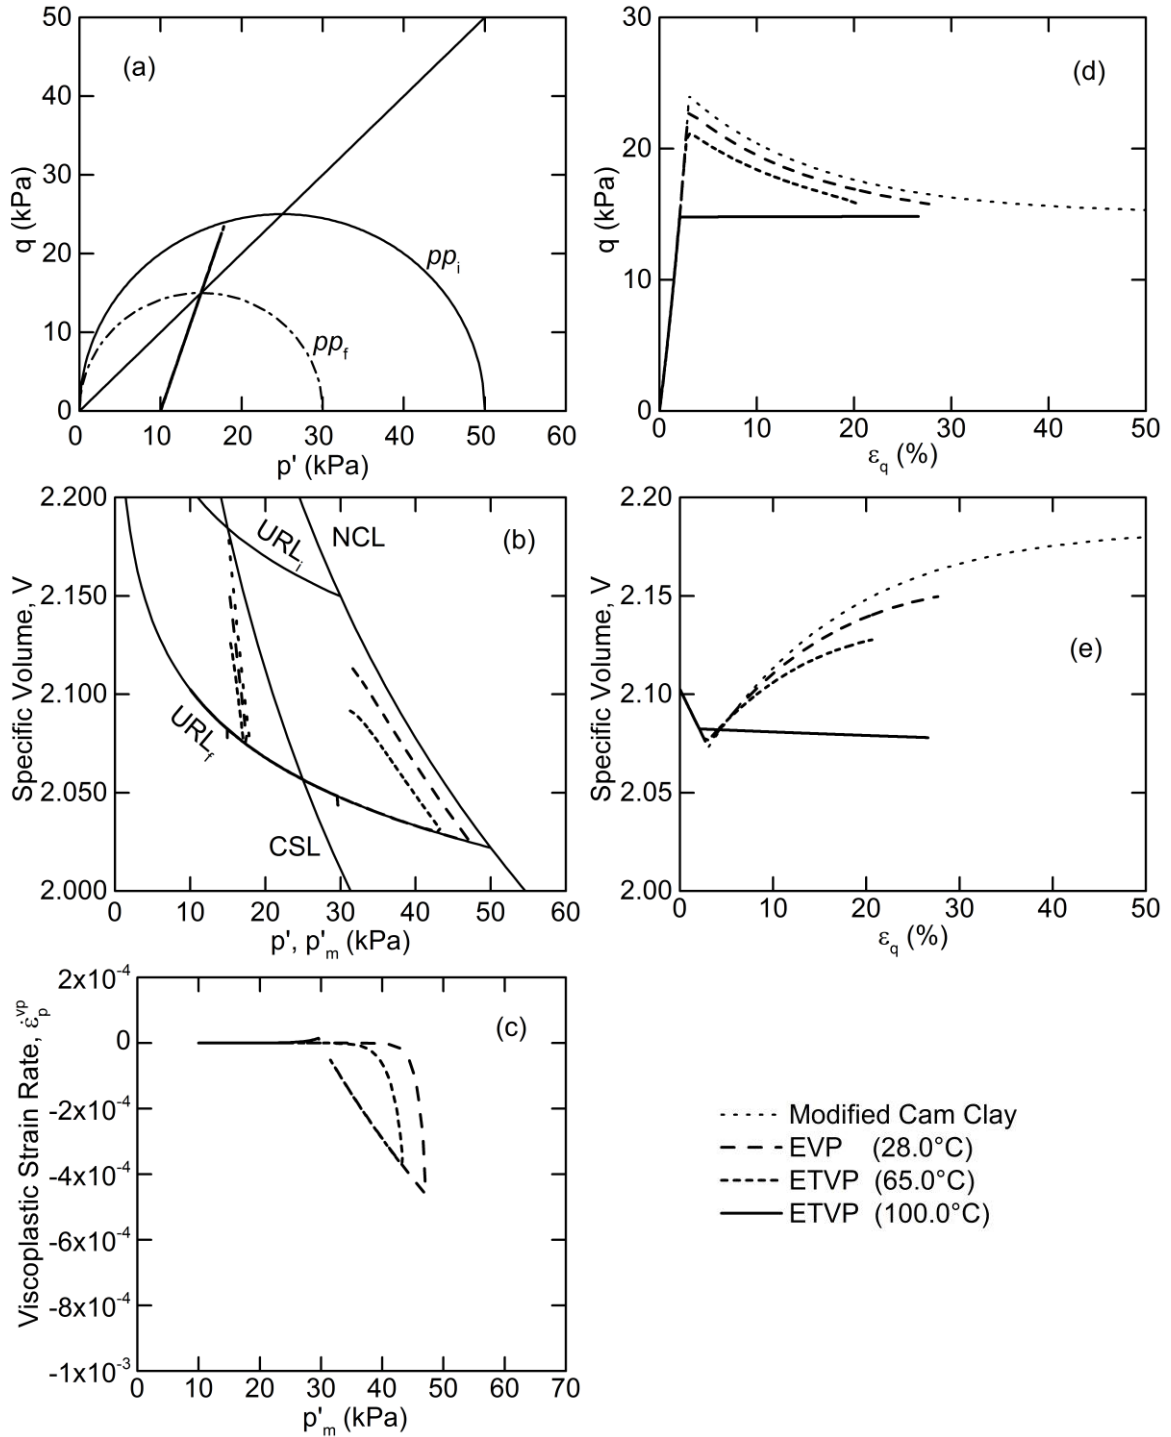 (a)
q (kPa)
50
40
30
20
10
0
pp_i
pp_f
0 10 20 30 40 50 60
p' (kPa)
(d)
q (kPa)
30
20
10
0
0 10 20 30 40 50
ε_q (%)
(b)
Specific Volume, V
2.200
2.150
2.100
2.050
2.000
URL_i
NCL
URL_f
CSL
0 10 20 30 40 50 60
p', p'_m (kPa)
(e)
Specific Volume, V
2.20
2.15
2.10
2.05
2.00
0 10 20 30 40 50
ε_q (%)
(c)
Viscoplastic Strain Rate, ε̇_p^vp
2x10^-4
0
-2x10^-4
-4x10^-4
-6x10^-4
-8x10^-4
-1x10^-3
0 10 20 30 40 50 60 70
p'_m (kPa)
Modified Cam Clay
EVP (28.0°C)
ETVP (65.0°C)
ETVP (100.0°C)